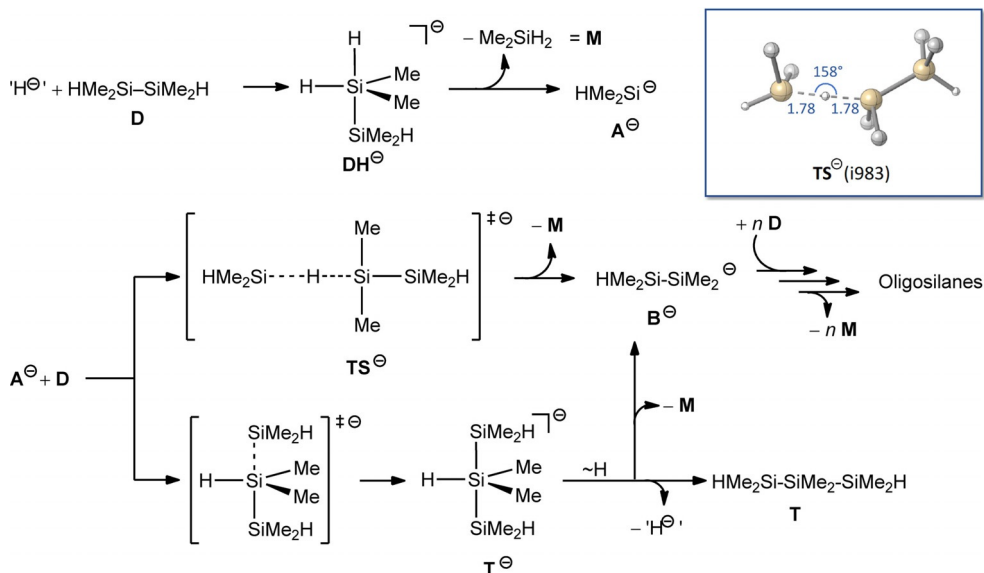 'H⊖' + HMe₂Si–SiMe₂H
D
H
H Si Me
Me
SiMe₂H
⊖
DH⊖
– Me₂SiH₂ = M
HMe₂Si⊖
A⊖
158°
1.78 1.78
TS⊖(i983)
A⊖ + D
Me
HMe₂Si----H---Si—SiMe₂H
Me
‡⊖
TS⊖
– M
HMe₂Si-SiMe₂⊖
B⊖
+ n D
– n M
Oligosilanes
SiMe₂H
H Si Me
Me
SiMe₂H
‡⊖
SiMe₂H
H Si Me
Me
SiMe₂H
⊖
T⊖
~H
– M
– 'H⊖'
HMe₂Si-SiMe₂-SiMe₂H
T